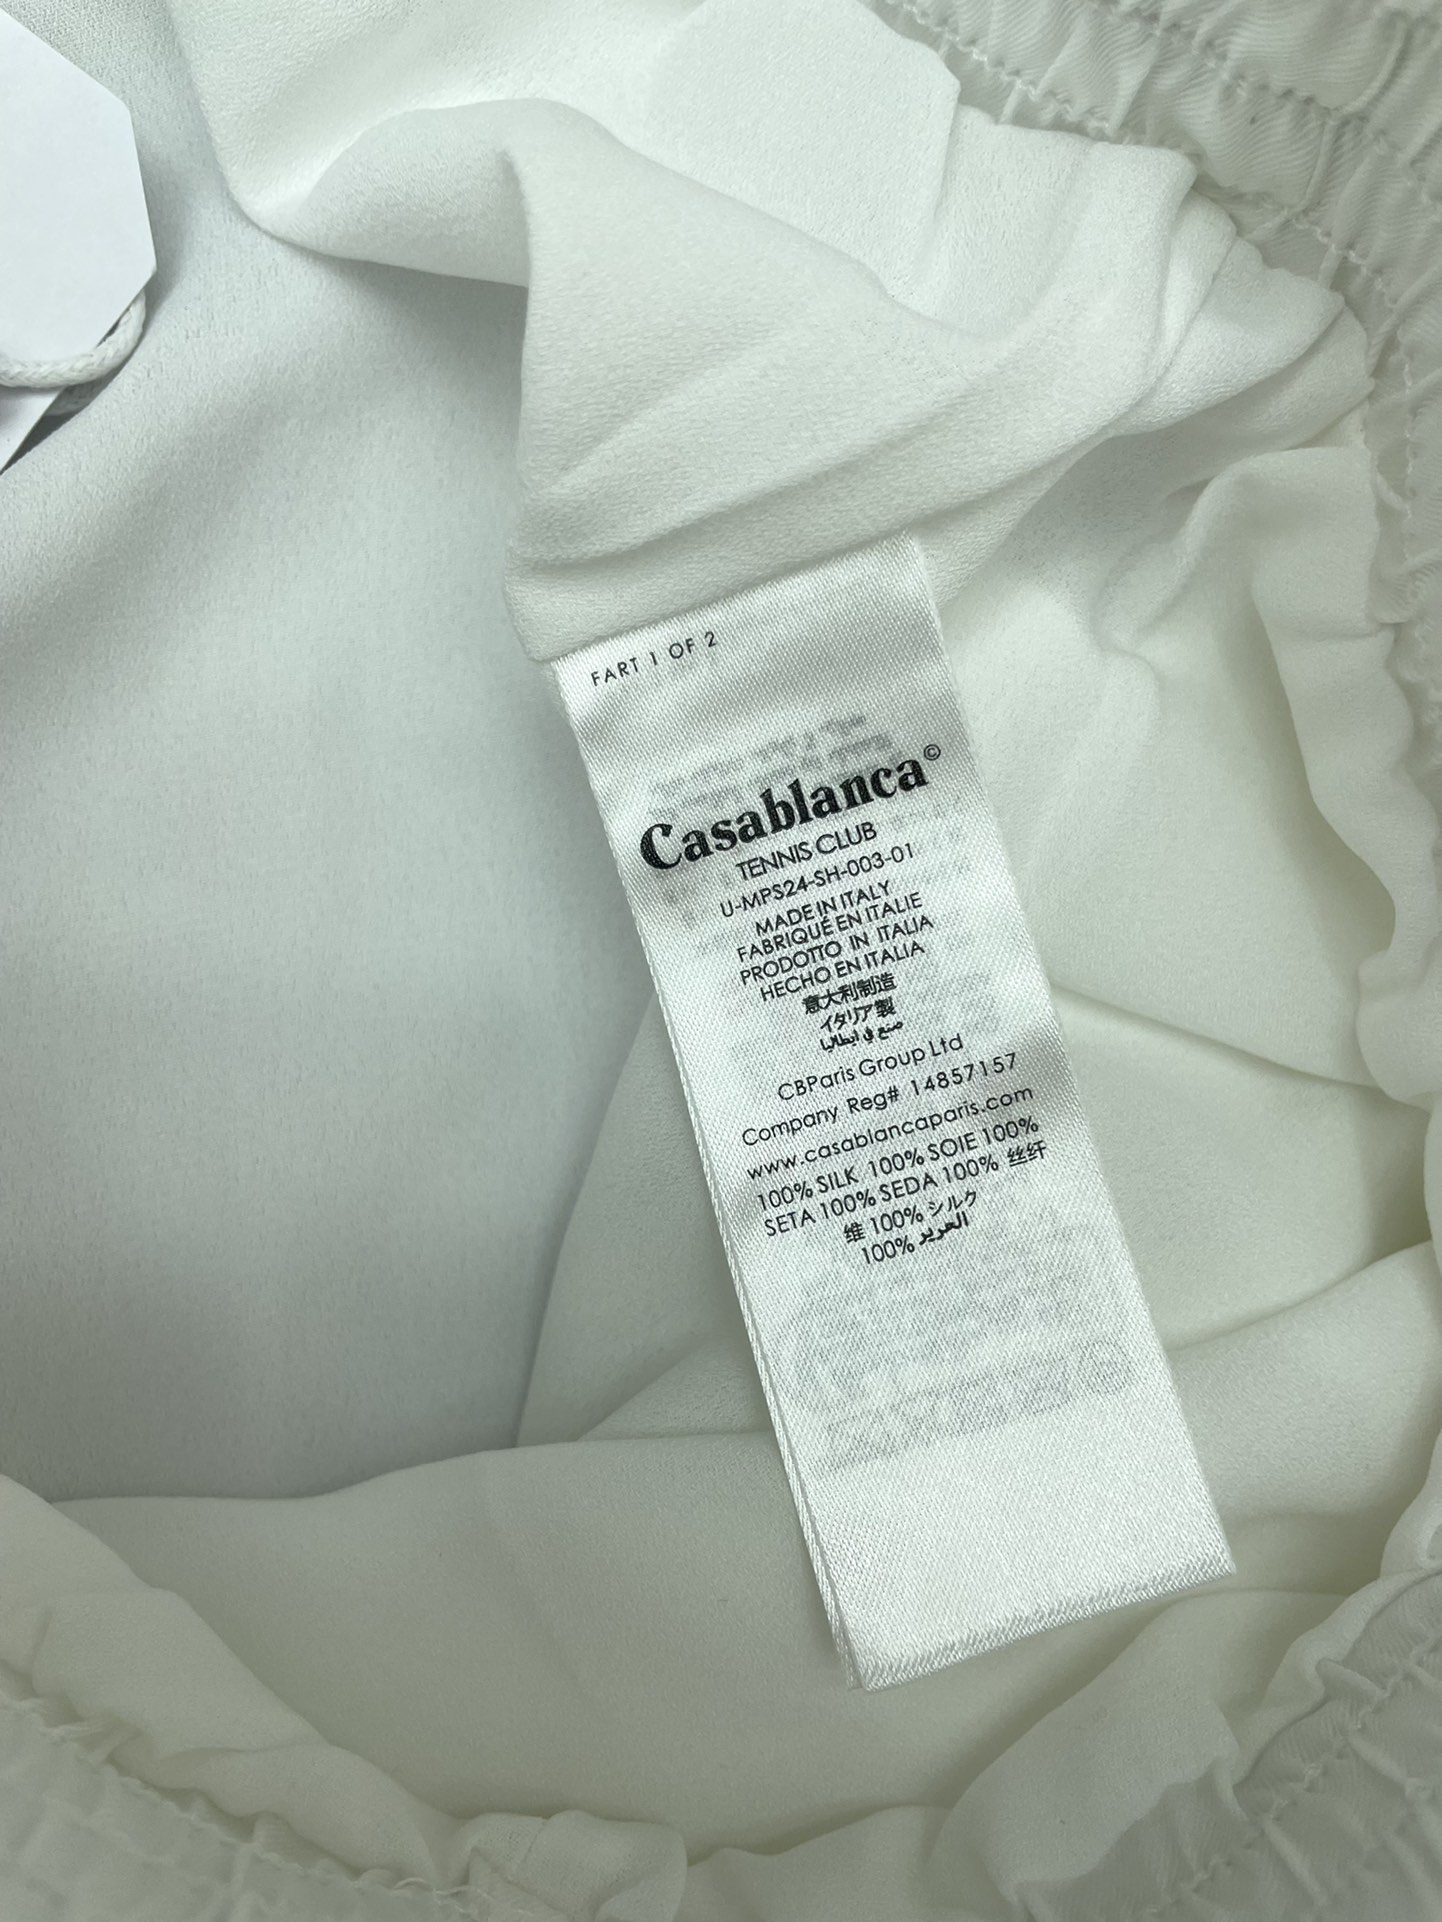 FART 1 OF 2
Casablanca©
TENNIS CLUB
U-MPS24-SH-003-01
MADE IN ITALY
FABRIQUÉ EN ITALIE
PRODOTTO IN ITALIA
HECHO EN ITALIA
意大利制造
イタリア製
صنع في ايطاليا
CBParis Group Ltd
Company Reg# 14857157
www.casablancaparis.com
100% SILK 100% SOIE 100%
SETA 100% SEDA 100% 丝纤
维 100% シルク
100% الحرير